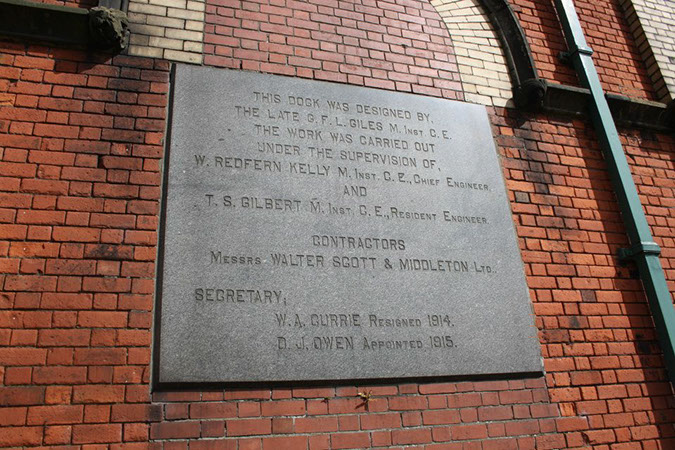 THIS DOCK WAS DESIGNED BY,
THE LATE G. F. L. GILES M. INST C. E.
THE WORK WAS CARRIED OUT
UNDER THE SUPERVISION OF,
W. REDFERN KELLY M. INST. C. E., CHIEF ENGINEER.
AND
T. S. GILBERT M. INST. C. E., RESIDENT ENGINEER.
CONTRACTORS
MESSRS WALTER SCOTT & MIDDLETON LTD.
SECRETARY;
W. A. CURRIE RESIGNED 1914.
D. J. OWEN APPOINTED 1915.